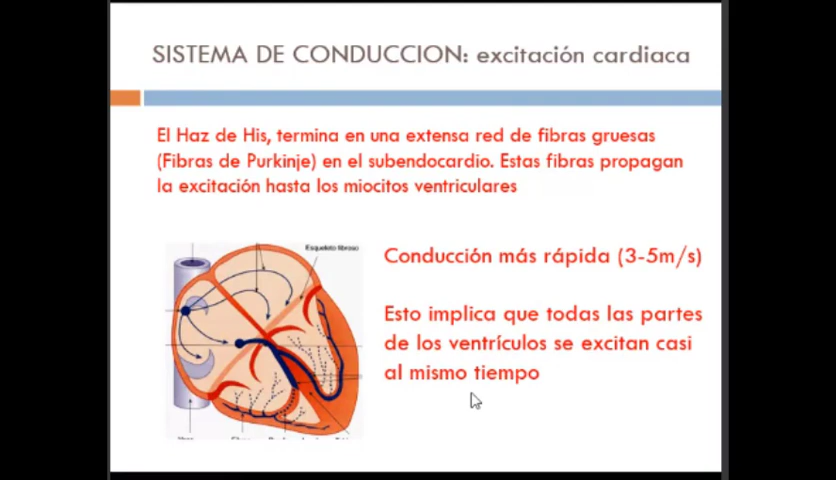 SISTEMA DE CONDUCCION: excitación cardiaca
El Haz de His, termina en una extensa red de fibras gruesas
(Fibras de Purkinje) en el subendocardio. Estas fibras propagan
la excitación hasta los miocitos ventriculares
Esqueleto fibroso
Conducción más rápida (3-5m/s)
Esto implica que todas las partes
de los ventrículos se excitan casi
al mismo tiempo